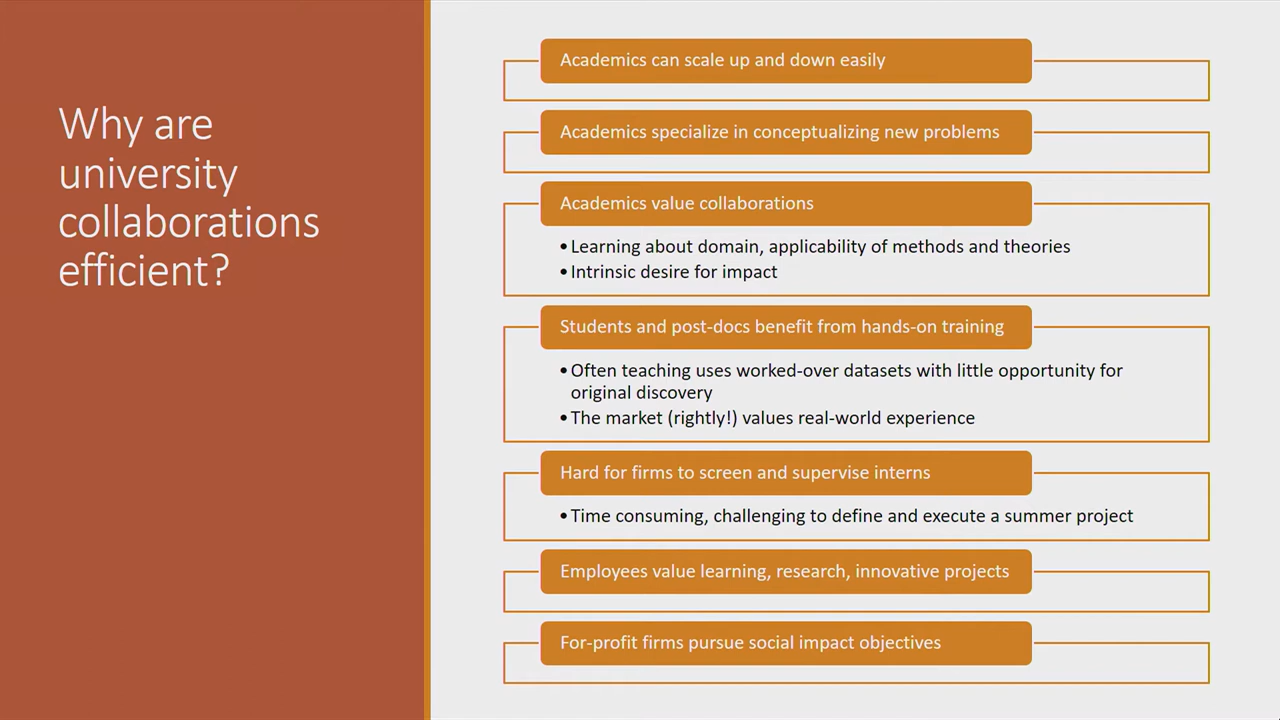 Why are
university
collaborations
efficient?
Academics can scale up and down easily
Academics specialize in conceptualizing new problems
Academics value collaborations
•Learning about domain, applicability of methods and theories
•Intrinsic desire for impact
Students and post-docs benefit from hands-on training
•Often teaching uses worked-over datasets with little opportunity for
original discovery
•The market (rightly!) values real-world experience
Hard for firms to screen and supervise interns
•Time consuming, challenging to define and execute a summer project
Employees value learning, research, innovative projects
For-profit firms pursue social impact objectives